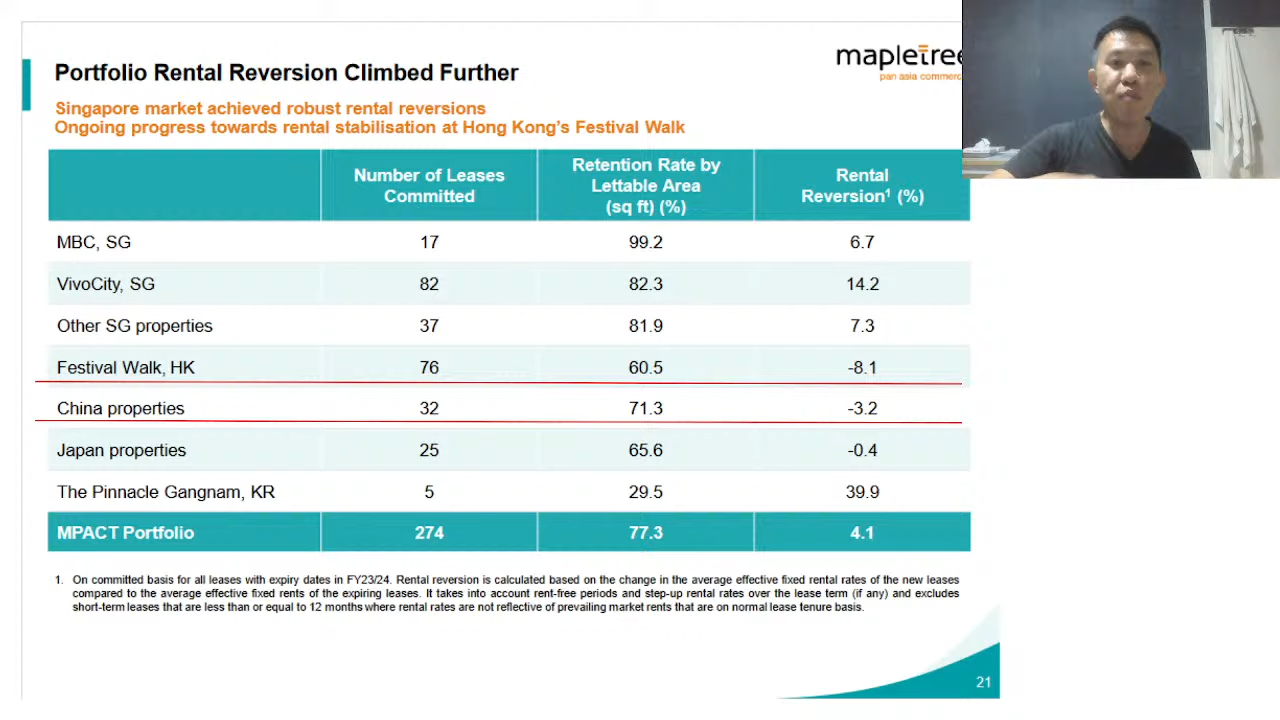 mapletree
pan asia commerc
Portfolio Rental Reversion Climbed Further
Singapore market achieved robust rental reversions
Ongoing progress towards rental stabilisation at Hong Kong's Festival Walk
Number of Leases Committed
Retention Rate by Lettable Area (sq ft) (%)
Rental Reversion1 (%)
MBC, SG 17 99.2 6.7
VivoCity, SG 82 82.3 14.2
Other SG properties 37 81.9 7.3
Festival Walk, HK 76 60.5 -8.1
China properties 32 71.3 -3.2
Japan properties 25 65.6 -0.4
The Pinnacle Gangnam, KR 5 29.5 39.9
MPACT Portfolio 274 77.3 4.1
1. On committed basis for all leases with expiry dates in FY23/24. Rental reversion is calculated based on the change in the average effective fixed rental rates of the new leases
compared to the average effective fixed rents of the expiring leases. It takes into account rent-free periods and step-up rental rates over the lease term (if any) and excludes
short-term leases that are less than or equal to 12 months where rental rates are not reflective of prevailing market rents that are on normal lease tenure basis.
21